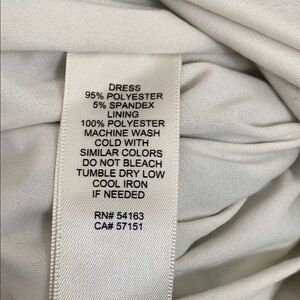 DRESS
95% POLYESTER
5% SPANDEX
LINING
100% POLYESTER
MACHINE WASH
COLD WITH
SIMILAR COLORS
DO NOT BLEACH
TUMBLE DRY LOW
COOL IRON
IF NEEDED
RN# 54163
CA# 57151